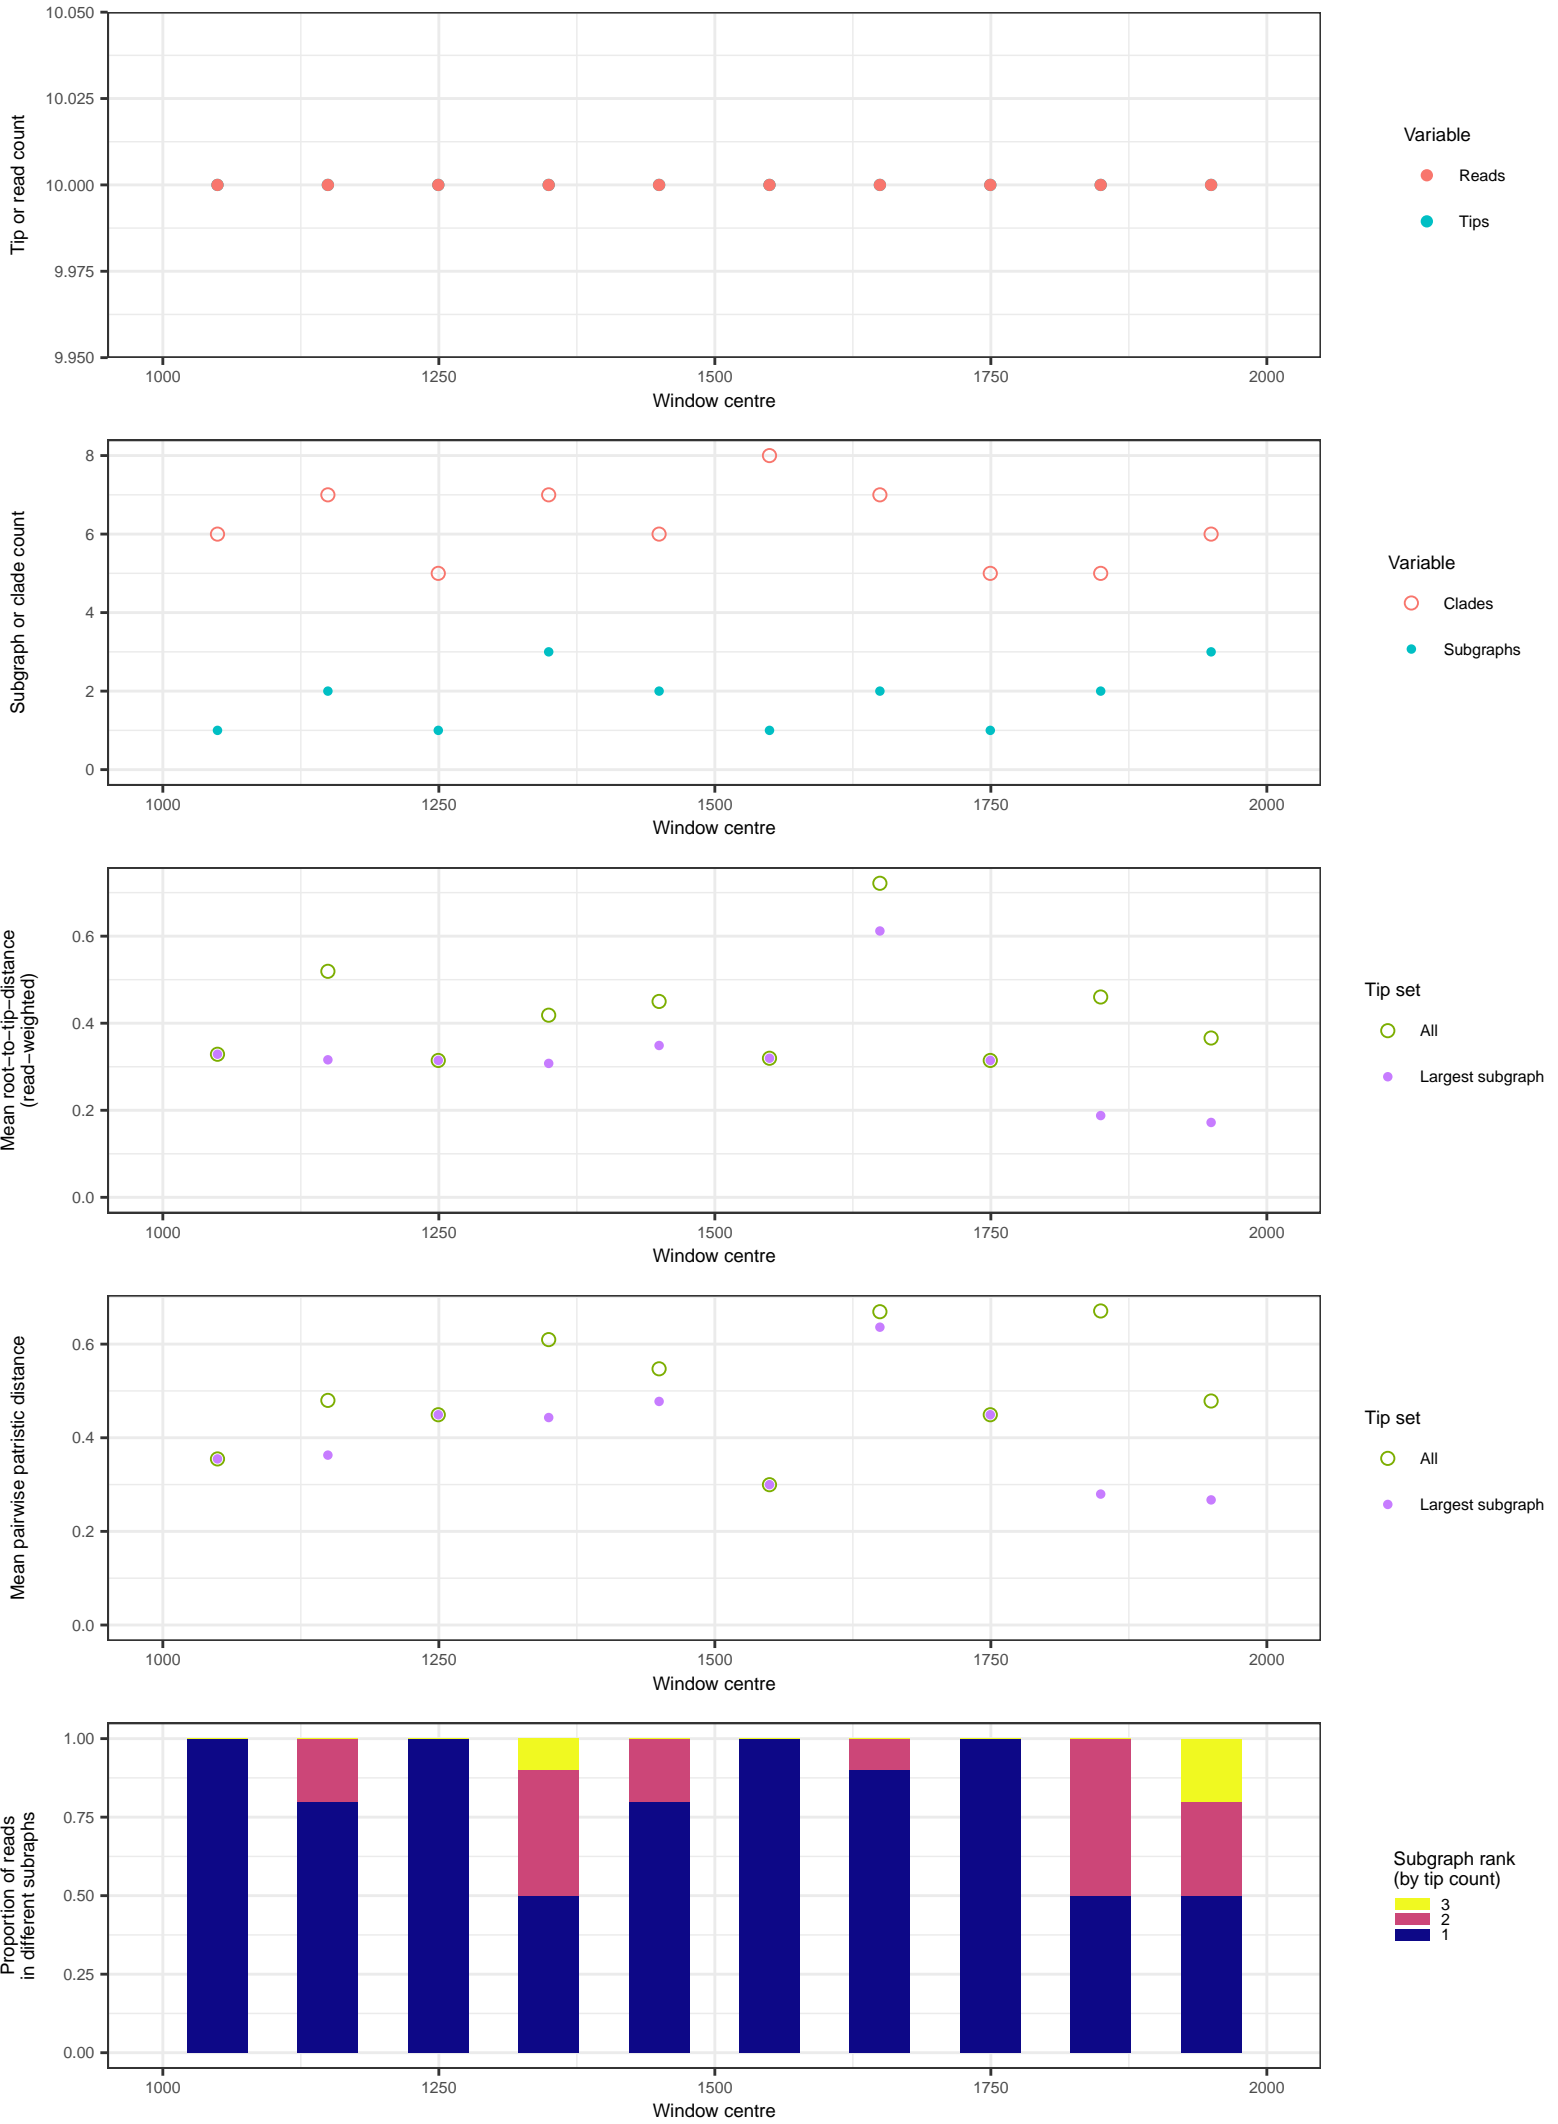 10.050
10.025
10.000
9.975
9.950
Tip or read count
1000 1250 1500 1750 2000
Window centre
Variable
Reads
Tips
8
6
4
2
0
Subgraph or clade count
1000 1250 1500 1750 2000
Window centre
Variable
Clades
Subgraphs
0.6
0.4
0.2
0.0
Mean root−to−tip−distance
(read−weighted)
1000 1250 1500 1750 2000
Window centre
Tip set
All
Largest subgraph
0.6
0.4
0.2
0.0
Mean pairwise patristic distance
1000 1250 1500 1750 2000
Window centre
Tip set
All
Largest subgraph
1.00
0.75
0.50
0.25
0.00
Proportion of reads
in different subraphs
1000 1250 1500 1750 2000
Window centre
Subgraph rank
(by tip count)
3
2
1